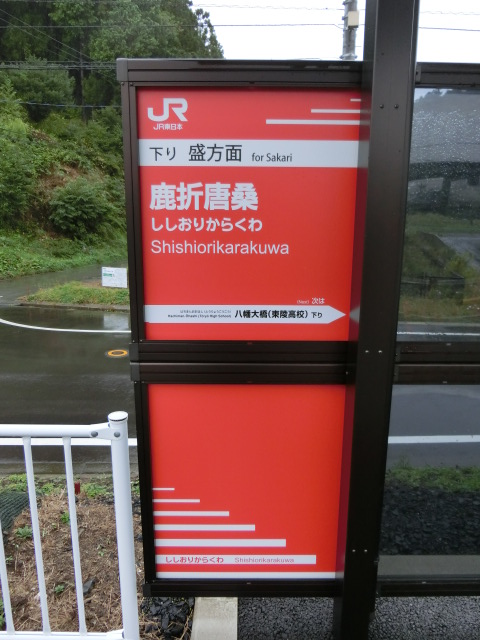 JR
JR東日本
下り 盛方面 for Sakari
鹿折唐桑
ししおりからくわ
Shishiorikarakuwa
(Next) 次は
八幡大橋(東陵高校) 下り
ししおりからくわ Shishiorikarakuwa